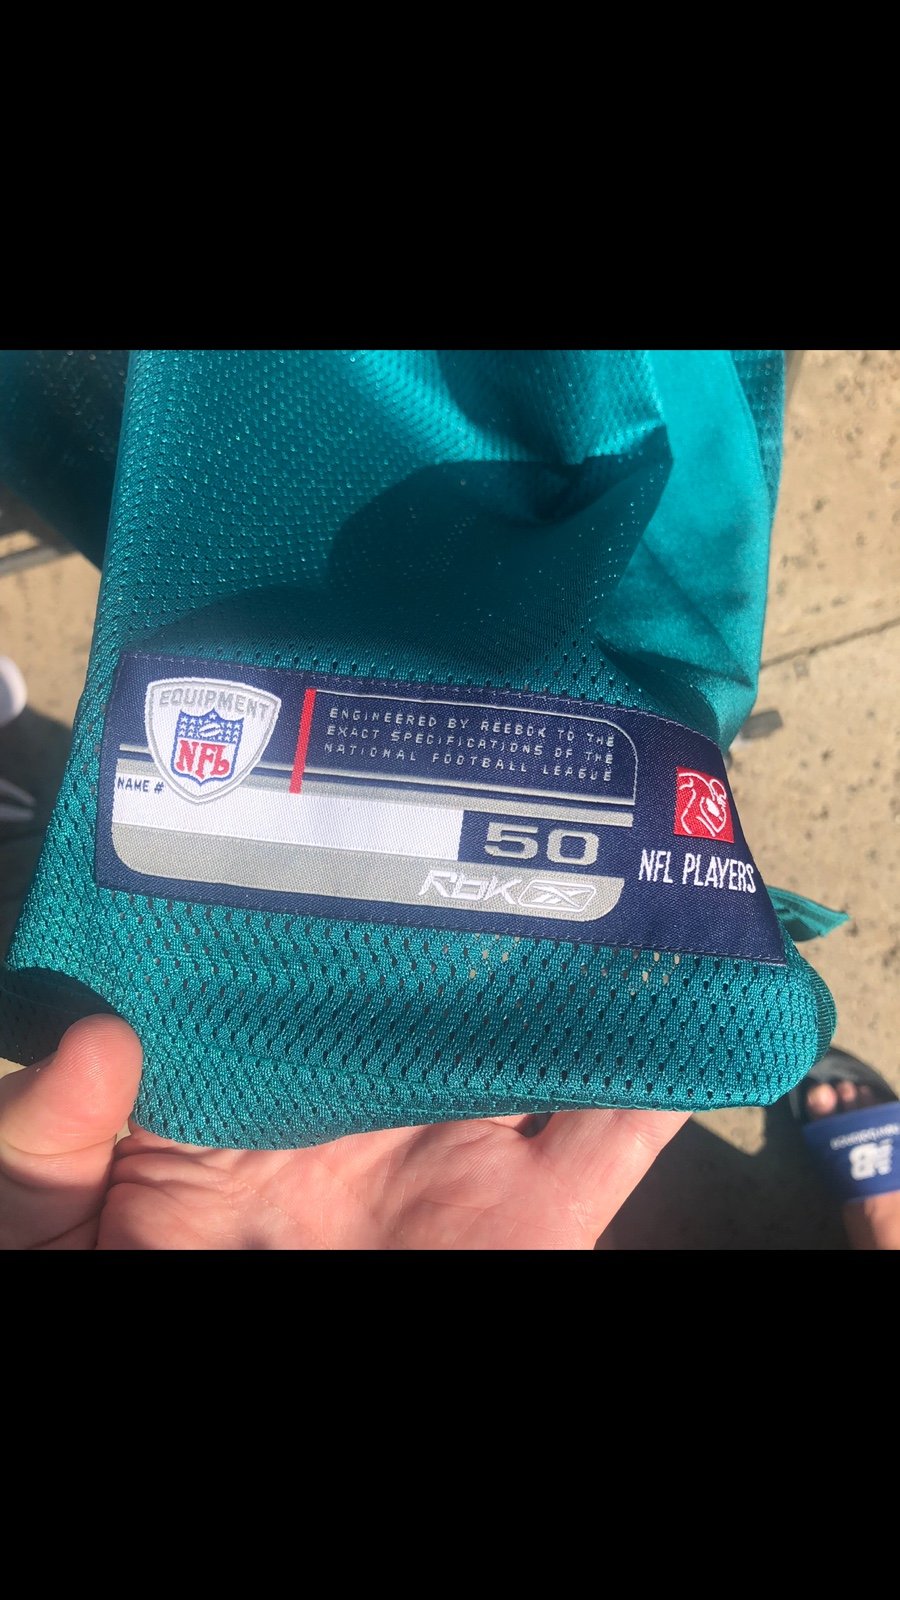 EQUIPMENT
NFL
ENGINEERED BY REEBOK TO THE
EXACT SPECIFICATIONS OF THE
NATIONAL FOOTBALL LEAGUE
NAME #
50
RBK
NFL PLAYERS